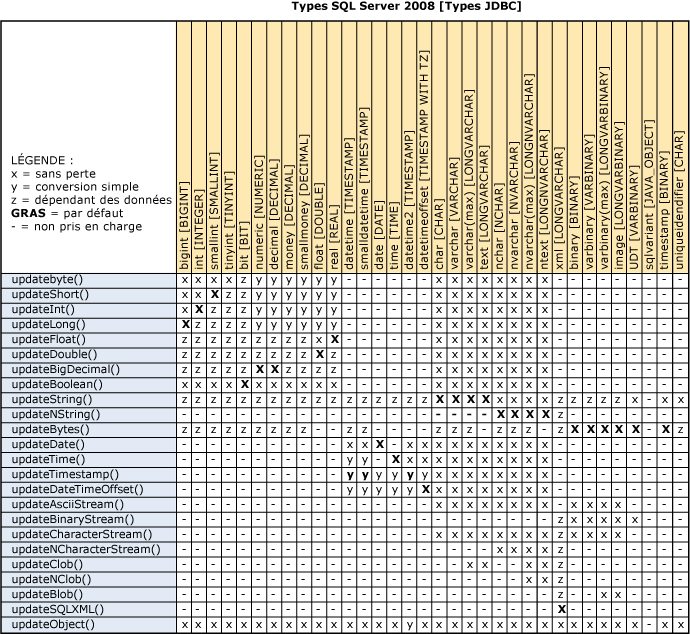 Types SQL Server 2008 [Types JDBC]
LÉGENDE :
x = sans perte
y = conversion simple
z = dépendant des données
GRAS = par défaut
- = non pris en charge
bigint [BIGINT]
int [INTEGER]
smallint [SMALLINT]
tinyint [TINYINT]
bit [BIT]
numeric [NUMERIC]
decimal [DECIMAL]
money [DECIMAL]
smallmoney [DECIMAL]
float [DOUBLE]
real [REAL]
datetime [TIMESTAMP]
smalldatetime [TIMESTAMP]
date [DATE]
time [TIME]
datetime2 [TIMESTAMP]
datetimeoffset [TIMESTAMP WITH TZ]
char [CHAR]
varchar [VARCHAR]
varchar(max) [LONGVARCHAR]
text [LONGVARCHAR]
nchar [NCHAR]
nvarchar [NVARCHAR]
nvarchar(max) [LONGNVARCHAR]
ntext [LONGNVARCHAR]
xml [LONGVARCHAR]
binary [BINARY]
varbinary [VARBINARY]
varbinary(max) [LONGVARBINARY]
image [LONGVARBINARY]
UDT [VARBINARY]
sqlvariant [JAVA_OBJECT]
timestamp [BINARY]
uniqueidendifier [CHAR]
updatebyte() x x x x z y y y y y y - - - - - - x x x x x x x x - - - - - - - - -
updateShort() x x x z z y y y y y y - - - - - - x x x x x x x x - - - - - - - - -
updateInt() x x z z z y y y y y y - - - - - - x x x x x x x x - - - - - - - - -
updateLong() x z z z z y y y y y y - - - - - - x x x x x x x x - - - - - - - - -
updateFloat() z z z z z z z z z z x - - - - - - x x x x x x x x - - - - - - - - -
updateDouble() z z z z z z z z z x z - - - - - - x x x x x x x x - - - - - - - - -
updateBigDecimal() z z z z z x x z z z z - - - - - - x x x x x x x x - - - - - - - - -
updateBoolean() x x x x x x x x x x x - - - - - - x x x x x x x x - - - - - - - - -
updateString() z z z z z z z z z z z z z z z z z x x x x x x x x z z z z z z - x x
updateNString() - - - - - - - - - - - - - - - - - - - - - x x x x z - - - - - - - -
updateBytes() z z z z z z z z z z z z z - - - - z z z z z z z z z x x x x x - x z
updateDate() - - - - - - - - - - - x x x - x x x x x x x x x x - - - - - - - - -
updateTime() - - - - - - - - - - - y y - x x x x x x x x x x x - - - - - - - - -
updateTimestamp() - - - - - - - - - - - y y y y y y x x x x x x x x - - - - - - - - -
updateDateTimeOffset() - - - - - - - - - - - y y y y y x x x x x x x x x - - - - - - - - -
updateAsciiStream() - - - - - - - - - - - - - - - - - x x x x x x x x - x x x x - - - -
updateBinaryStream() - - - - - - - - - - - - - - - - - - - - - - - - - z x x x x x - - -
updateCharacterStream() - - - - - - - - - - - - - - - - - x x x x x x x x z x x x x - - - -
updateNCharacterStream() - - - - - - - - - - - - - - - - - - - - - x x x x z - - - - - - - -
updateClob() - - - - - - - - - - - - - - - - - - - x x - - x x z - - - - - - - -
updateNClob() - - - - - - - - - - - - - - - - - - - - - - - x x z - - - - - - - -
updateBlob() - - - - - - - - - - - - - - - - - - - - - - - - - z - - x x - - - -
updateSQLXML() - - - - - - - - - - - - - - - - - - - - - - - - - x - - - - - - - -
updateObject() x x x x x x x x x x x x x x x y x x x x x x x x x x x x x x x - x x